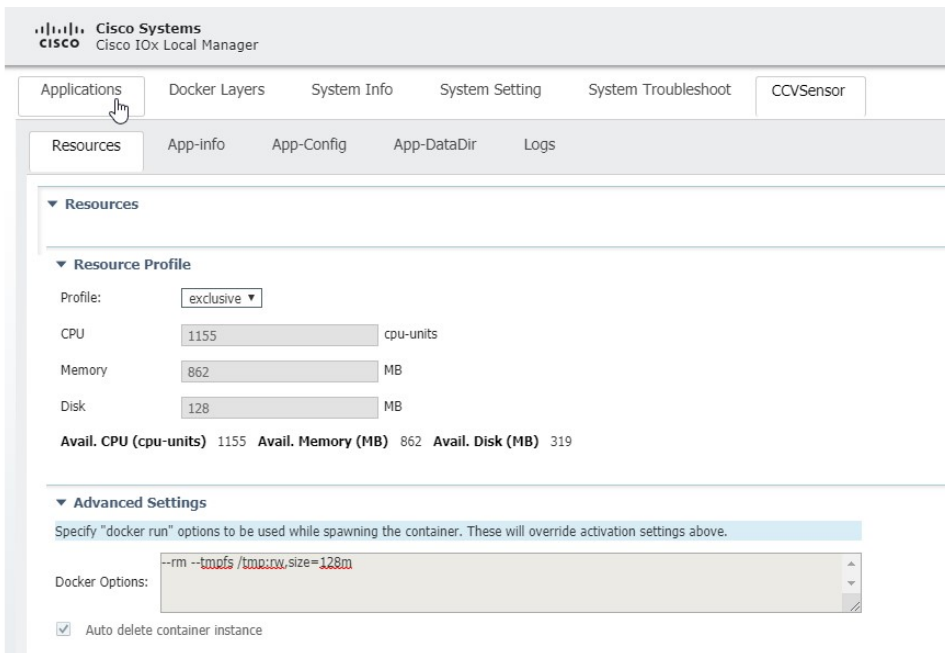 Cisco Systems
CISCO Cisco IOx Local Manager
Applications Docker Layers System Info System Setting System Troubleshoot CCVSensor
Resources App-info App-Config App-DataDir Logs
Resources
Resource Profile
Profile: exclusive
CPU 1155 cpu-units
Memory 862 MB
Disk 128 MB
Avail. CPU (cpu-units) 1155 Avail. Memory (MB) 862 Avail. Disk (MB) 319
Advanced Settings
Specify "docker run" options to be used while spawning the container. These will override activation settings above.
--rm --tmpfs /tmp:rw,size=128m
Docker Options:
Auto delete container instance